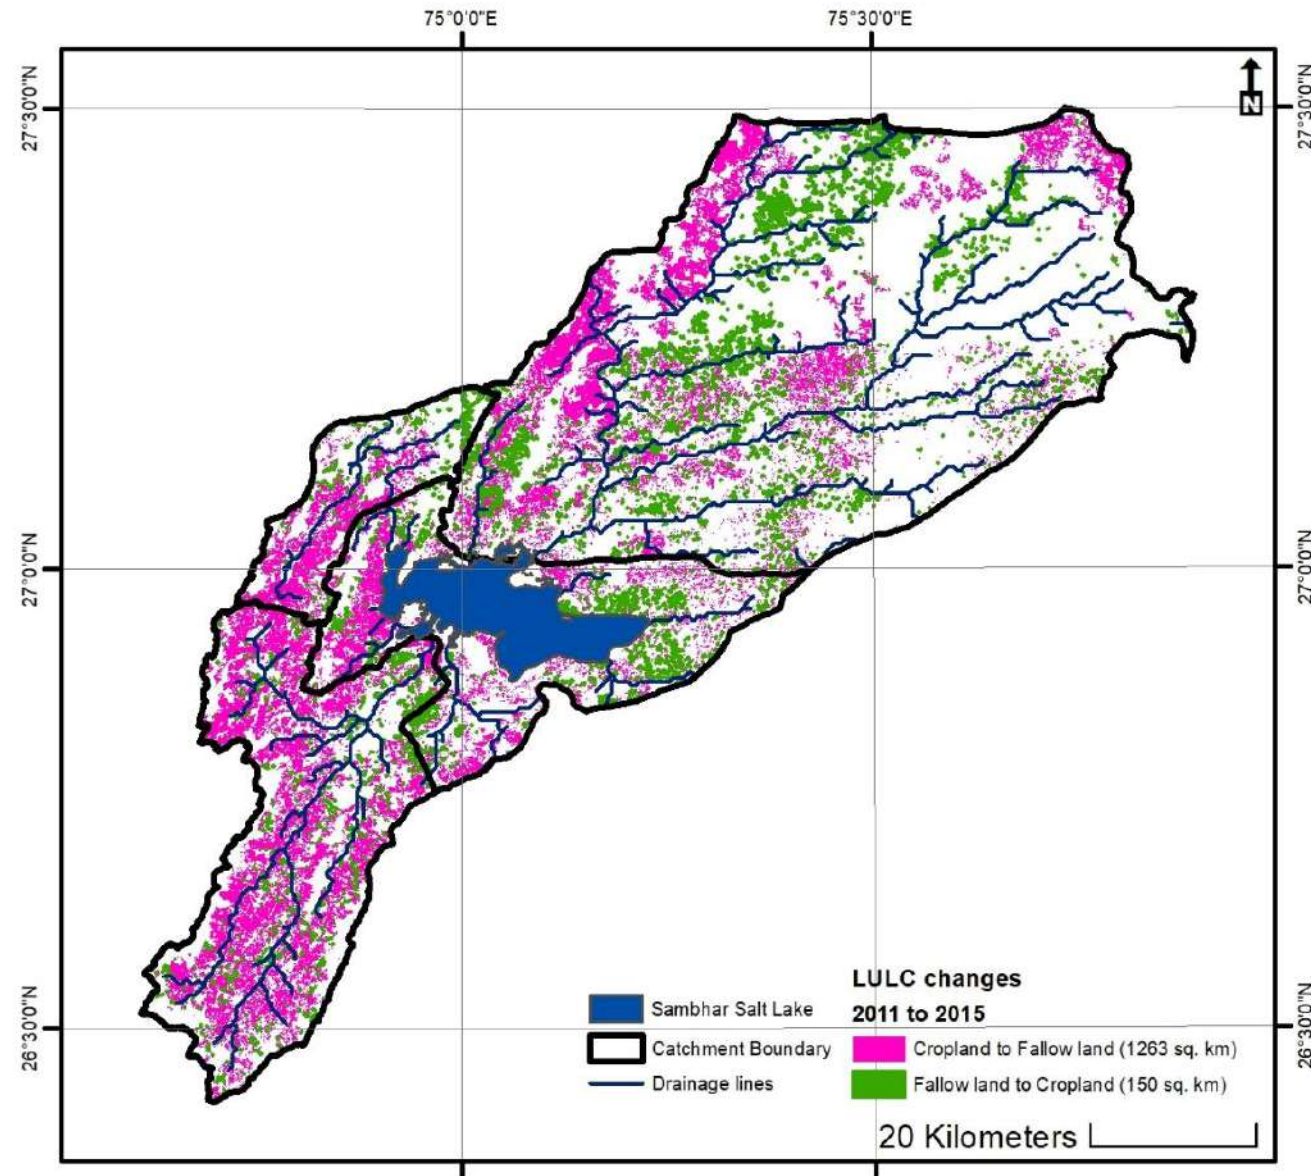 75°0'0"E
75°30'0"E
27°30'0"N
27°30'0"N
N
27°0'0"N
27°0'0"N
26°30'0"N
26°30'0"N
LULC changes
2011 to 2015
Sambhar Salt Lake
Catchment Boundary
Drainage lines
Cropland to Fallow land (1263 sq. km)
Fallow land to Cropland (150 sq. km)
20 Kilometers